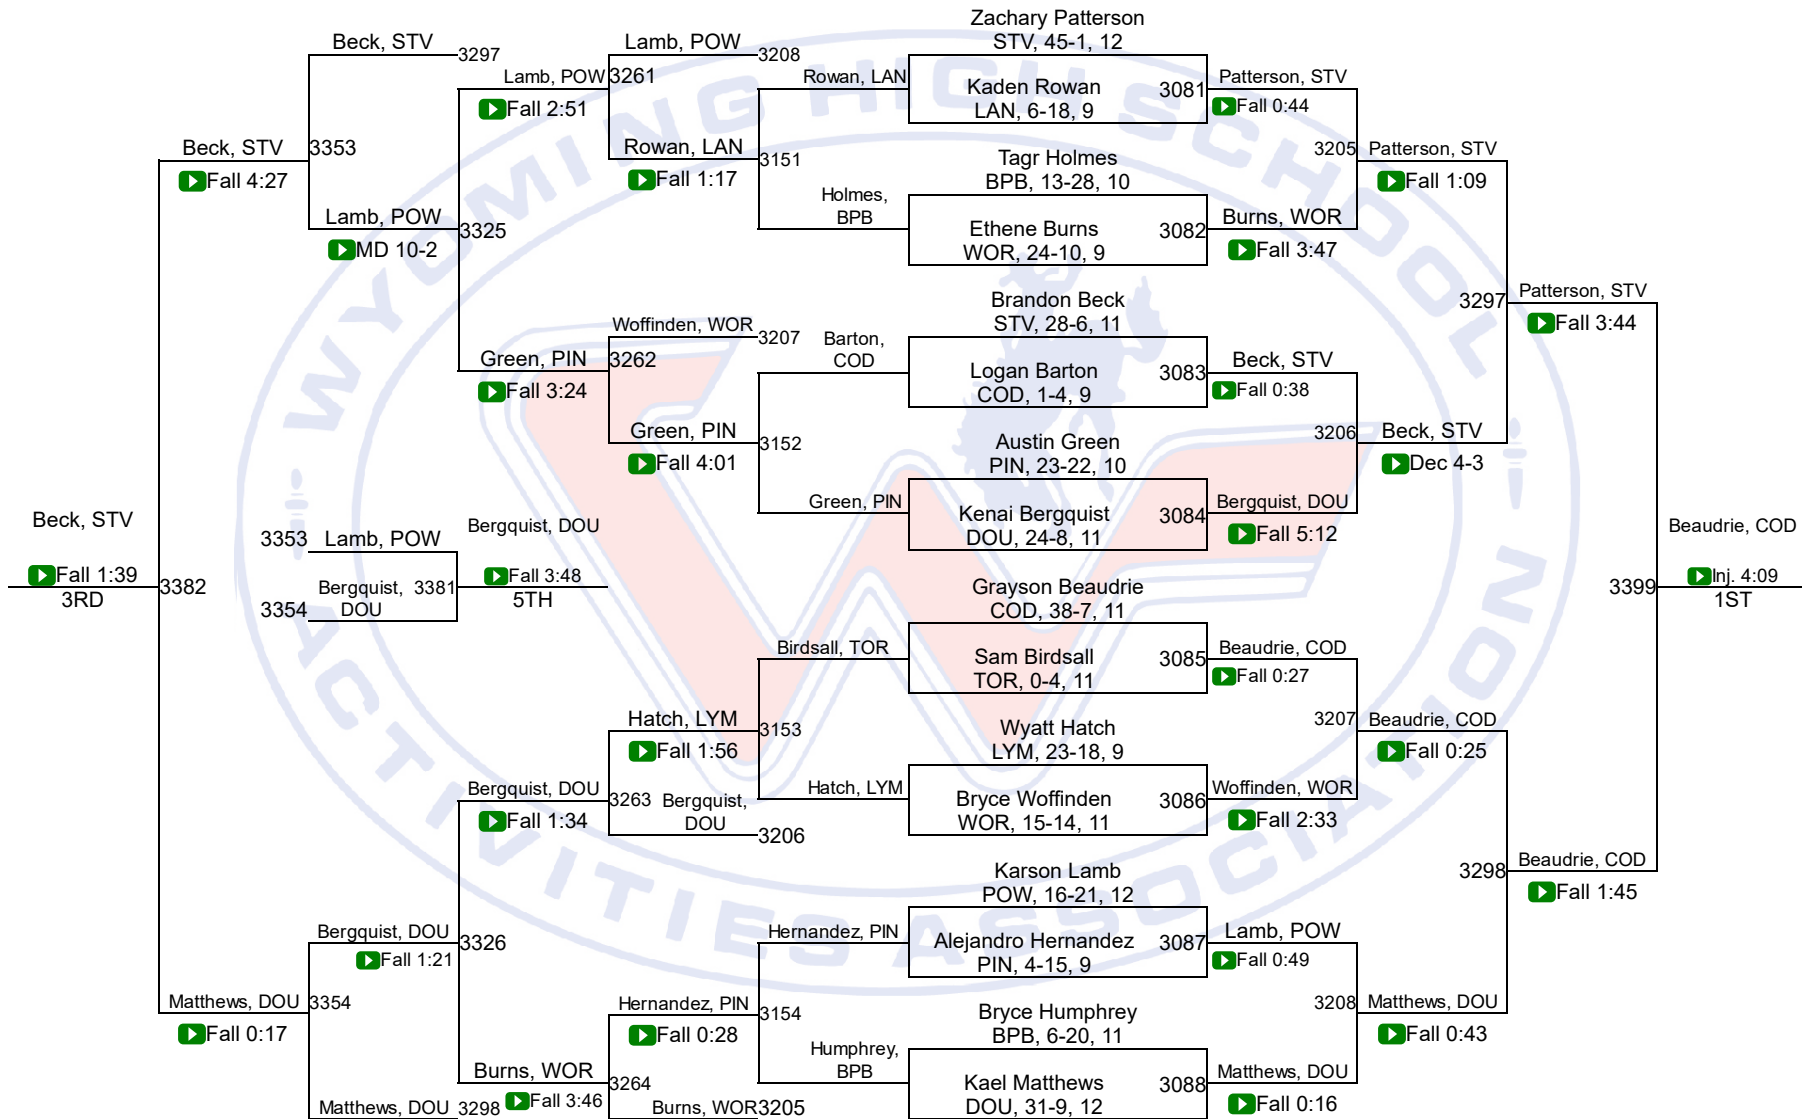 Zachary Patterson
STV, 45-1, 12
Beck, STV
3297
Lamb, POW
3208
Lamb, POW
3261
Rowan, LAN
Kaden Rowan
LAN, 6-18, 9
3081
Patterson, STV
Fall 0:44
Fall 2:51
Beck, STV
3353
Fall 4:27
Rowan, LAN
3151
Fall 1:17
Tagr Holmes
BPB, 13-28, 10
3205
Patterson, STV
Fall 1:09
Lamb, POW
3325
MD 10-2
Holmes,
BPB
Ethene Burns
WOR, 24-10, 9
3082
Burns, WOR
Fall 3:47
Brandon Beck
STV, 28-6, 11
3297
Patterson, STV
Fall 3:44
Woffinden, WOR
3207
Barton,
COD
Green, PIN
3262
Fall 3:24
Logan Barton
COD, 1-4, 9
3083
Beck, STV
Fall 0:38
Green, PIN
3152
Fall 4:01
Austin Green
PIN, 23-22, 10
3206
Beck, STV
Dec 4-3
Green, PIN
Kenai Bergquist
DOU, 24-8, 11
3084
Bergquist, DOU
Fall 5:12
Beck, STV
Fall 1:39
3RD
3382
3353
Lamb, POW
Bergquist,
DOU
3381
3354
Bergquist, DOU
Fall 3:48
5TH
Beaudrie, COD
3399
Inj. 4:09
1ST
Grayson Beaudrie
COD, 38-7, 11
Birdsall, TOR
Sam Birdsall
TOR, 0-4, 11
3085
Beaudrie, COD
Fall 0:27
Hatch, LYM
3153
Fall 1:56
Wyatt Hatch
LYM, 23-18, 9
3207
Beaudrie, COD
Fall 0:25
Bergquist, DOU
3263
Fall 1:34
Bergquist,
DOU
3206
Hatch, LYM
Bryce Woffinden
WOR, 15-14, 11
3086
Woffinden, WOR
Fall 2:33
Karson Lamb
POW, 16-21, 12
3298
Beaudrie, COD
Fall 1:45
Bergquist, DOU
3326
Fall 1:21
Hernandez, PIN
Alejandro Hernandez
PIN, 4-15, 9
3087
Lamb, POW
Fall 0:49
Matthews, DOU
3354
Fall 0:17
Hernandez, PIN
3154
Fall 0:28
Bryce Humphrey
BPB, 6-20, 11
3208
Matthews, DOU
Fall 0:43
Humphrey,
BPB
Burns, WOR
3264
Fall 3:46
Kael Matthews
DOU, 31-9, 12
3088
Matthews, DOU
Fall 0:16
Matthews, DOU
3298
Burns, WOR
3205
WYOMING HIGH SCHOOL
ACTIVITIES ASSOCIATION